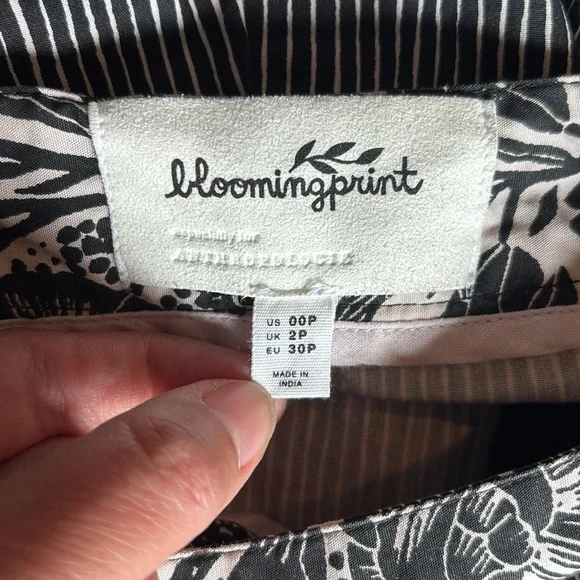 bloomingprint
especially for
ANTHROPOLOGIE
US 00P
UK 2P
EU 30P
MADE IN
INDIA